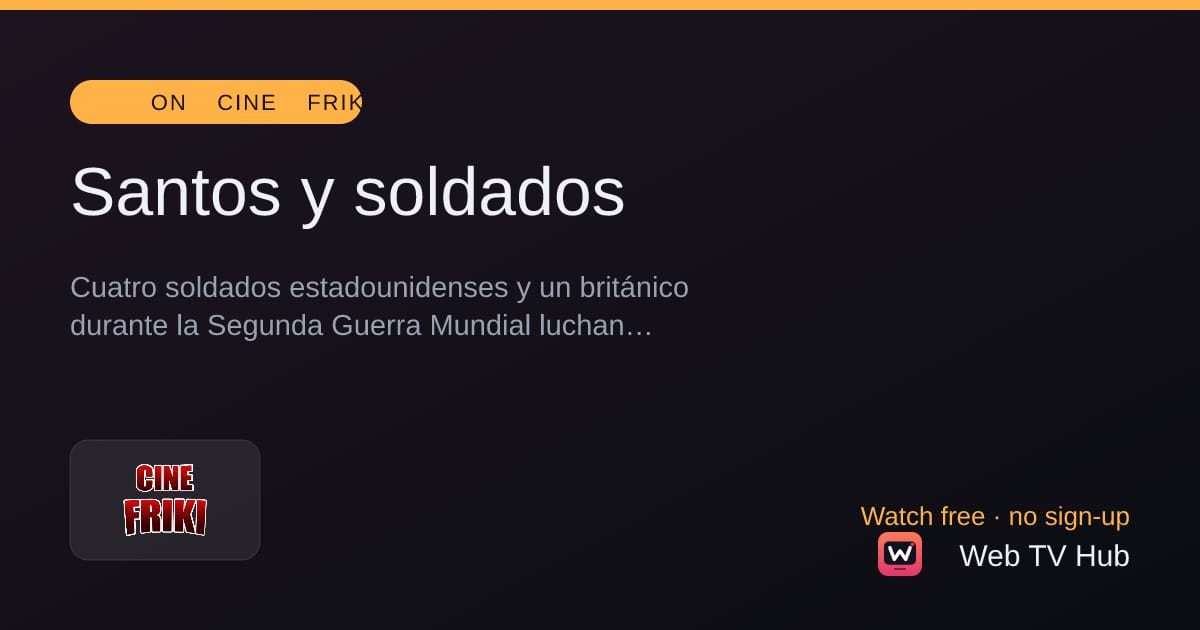 ON CINE FRIK
Santos y soldados
Cuatro soldados estadounidenses y un británico
durante la Segunda Guerra Mundial luchan…
CINE
FRIKI
Watch free · no sign-up
W
Web TV Hub